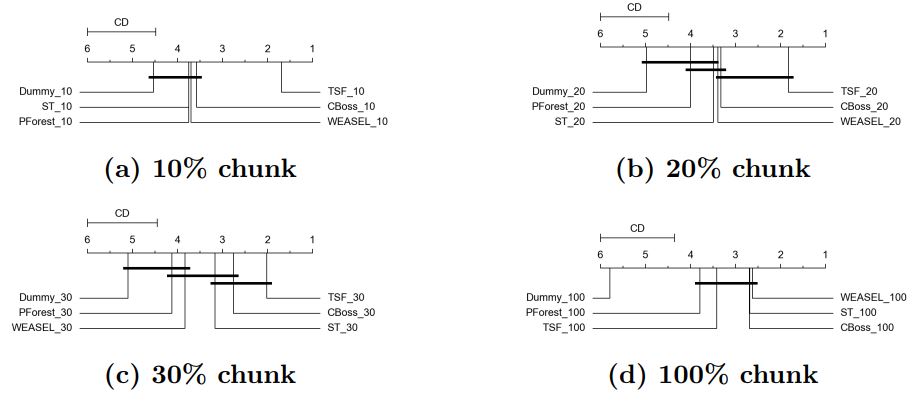 CD
6 5 4 3 2 1
Dummy_10 TSF_10
ST_10 CBoss_10
PForest_10 WEASEL_10
(a) 10% chunk
CD
6 5 4 3 2 1
Dummy_20 TSF_20
PForest_20 CBoss_20
ST_20 WEASEL_20
(b) 20% chunk
CD
6 5 4 3 2 1
Dummy_30 TSF_30
PForest_30 CBoss_30
WEASEL_30 ST_30
(c) 30% chunk
CD
6 5 4 3 2 1
Dummy_100 WEASEL_100
PForest_100 ST_100
TSF_100 CBoss_100
(d) 100% chunk